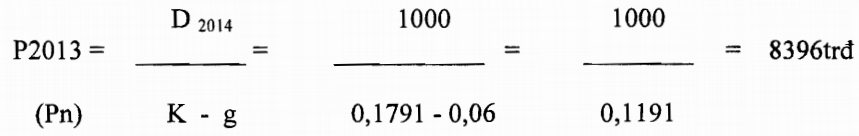 D 2014 1000 1000
P2013 = = = = 8396trđ
(Pn) K - g 0,1791 - 0,06 0,1191